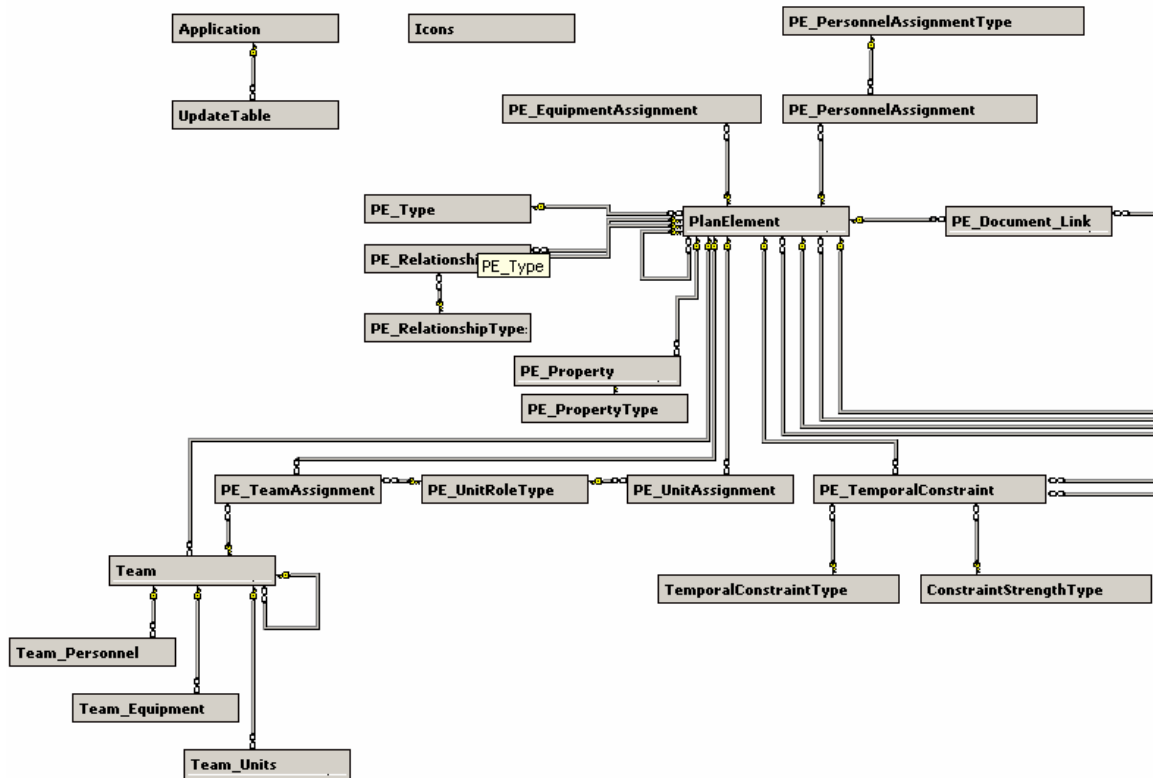 Application
Icons
PE_PersonnelAssignmentType
UpdateTable
PE_EquipmentAssignment
PE_PersonnelAssignment
PE_Type
PlanElement
PE_Document_Link
PE_Relationshi
PE_Type
PE_RelationshipType:
PE_Property
PE_PropertyType
PE_TeamAssignment
PE_UnitRoleType
PE_UnitAssignment
PE_TemporalConstraint
Team
TemporalConstraintType
ConstraintStrengthType
Team_Personnel
Team_Equipment
Team_Units